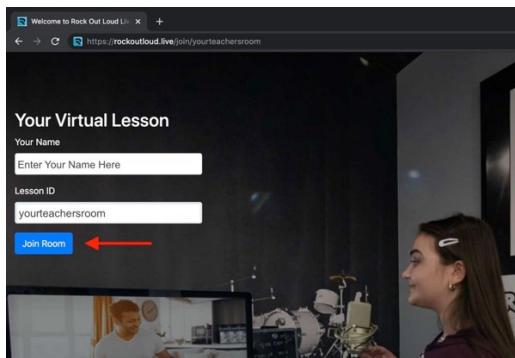 Welcome to Rock Out Loud Liv
https://rockoutloud.live/join/yourteachersroom
Your Virtual Lesson
Your Name
Enter Your Name Here
Lesson ID
yourteachersroom
Join Room